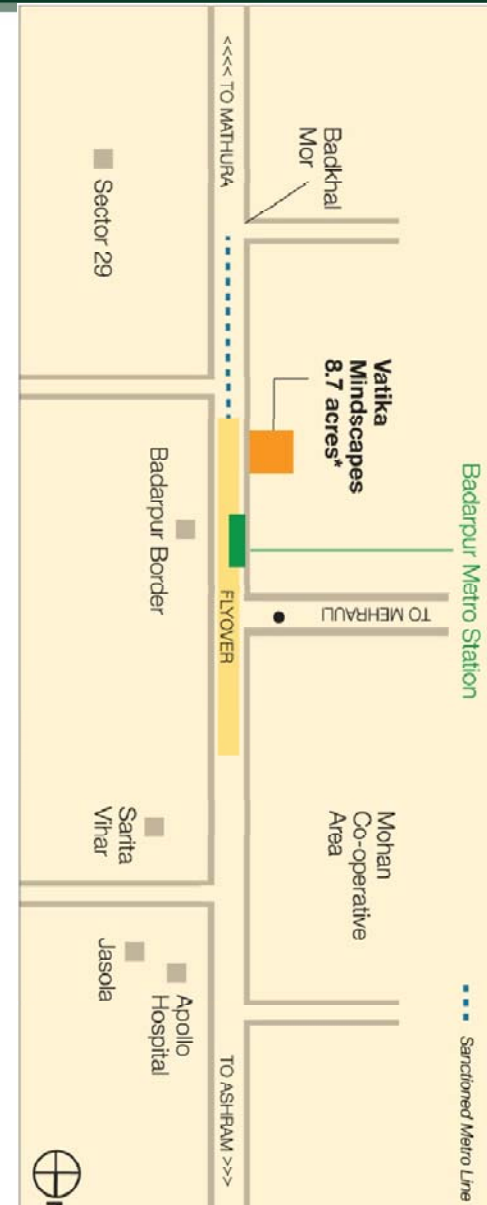 Badarpur Metro Station
Sanctioned Metro Line
Badkhal
Mor
Vatika
Mindscapes
8.7 acres*
TO MEHRAULI
Mohan
Co-operative
Area
<<<< TO MATHURA
FLYOVER
TO ASHRAM >>>
Sector 29
Badarpur Border
Sarita
Vihar
Jasola
Apollo
Hospital